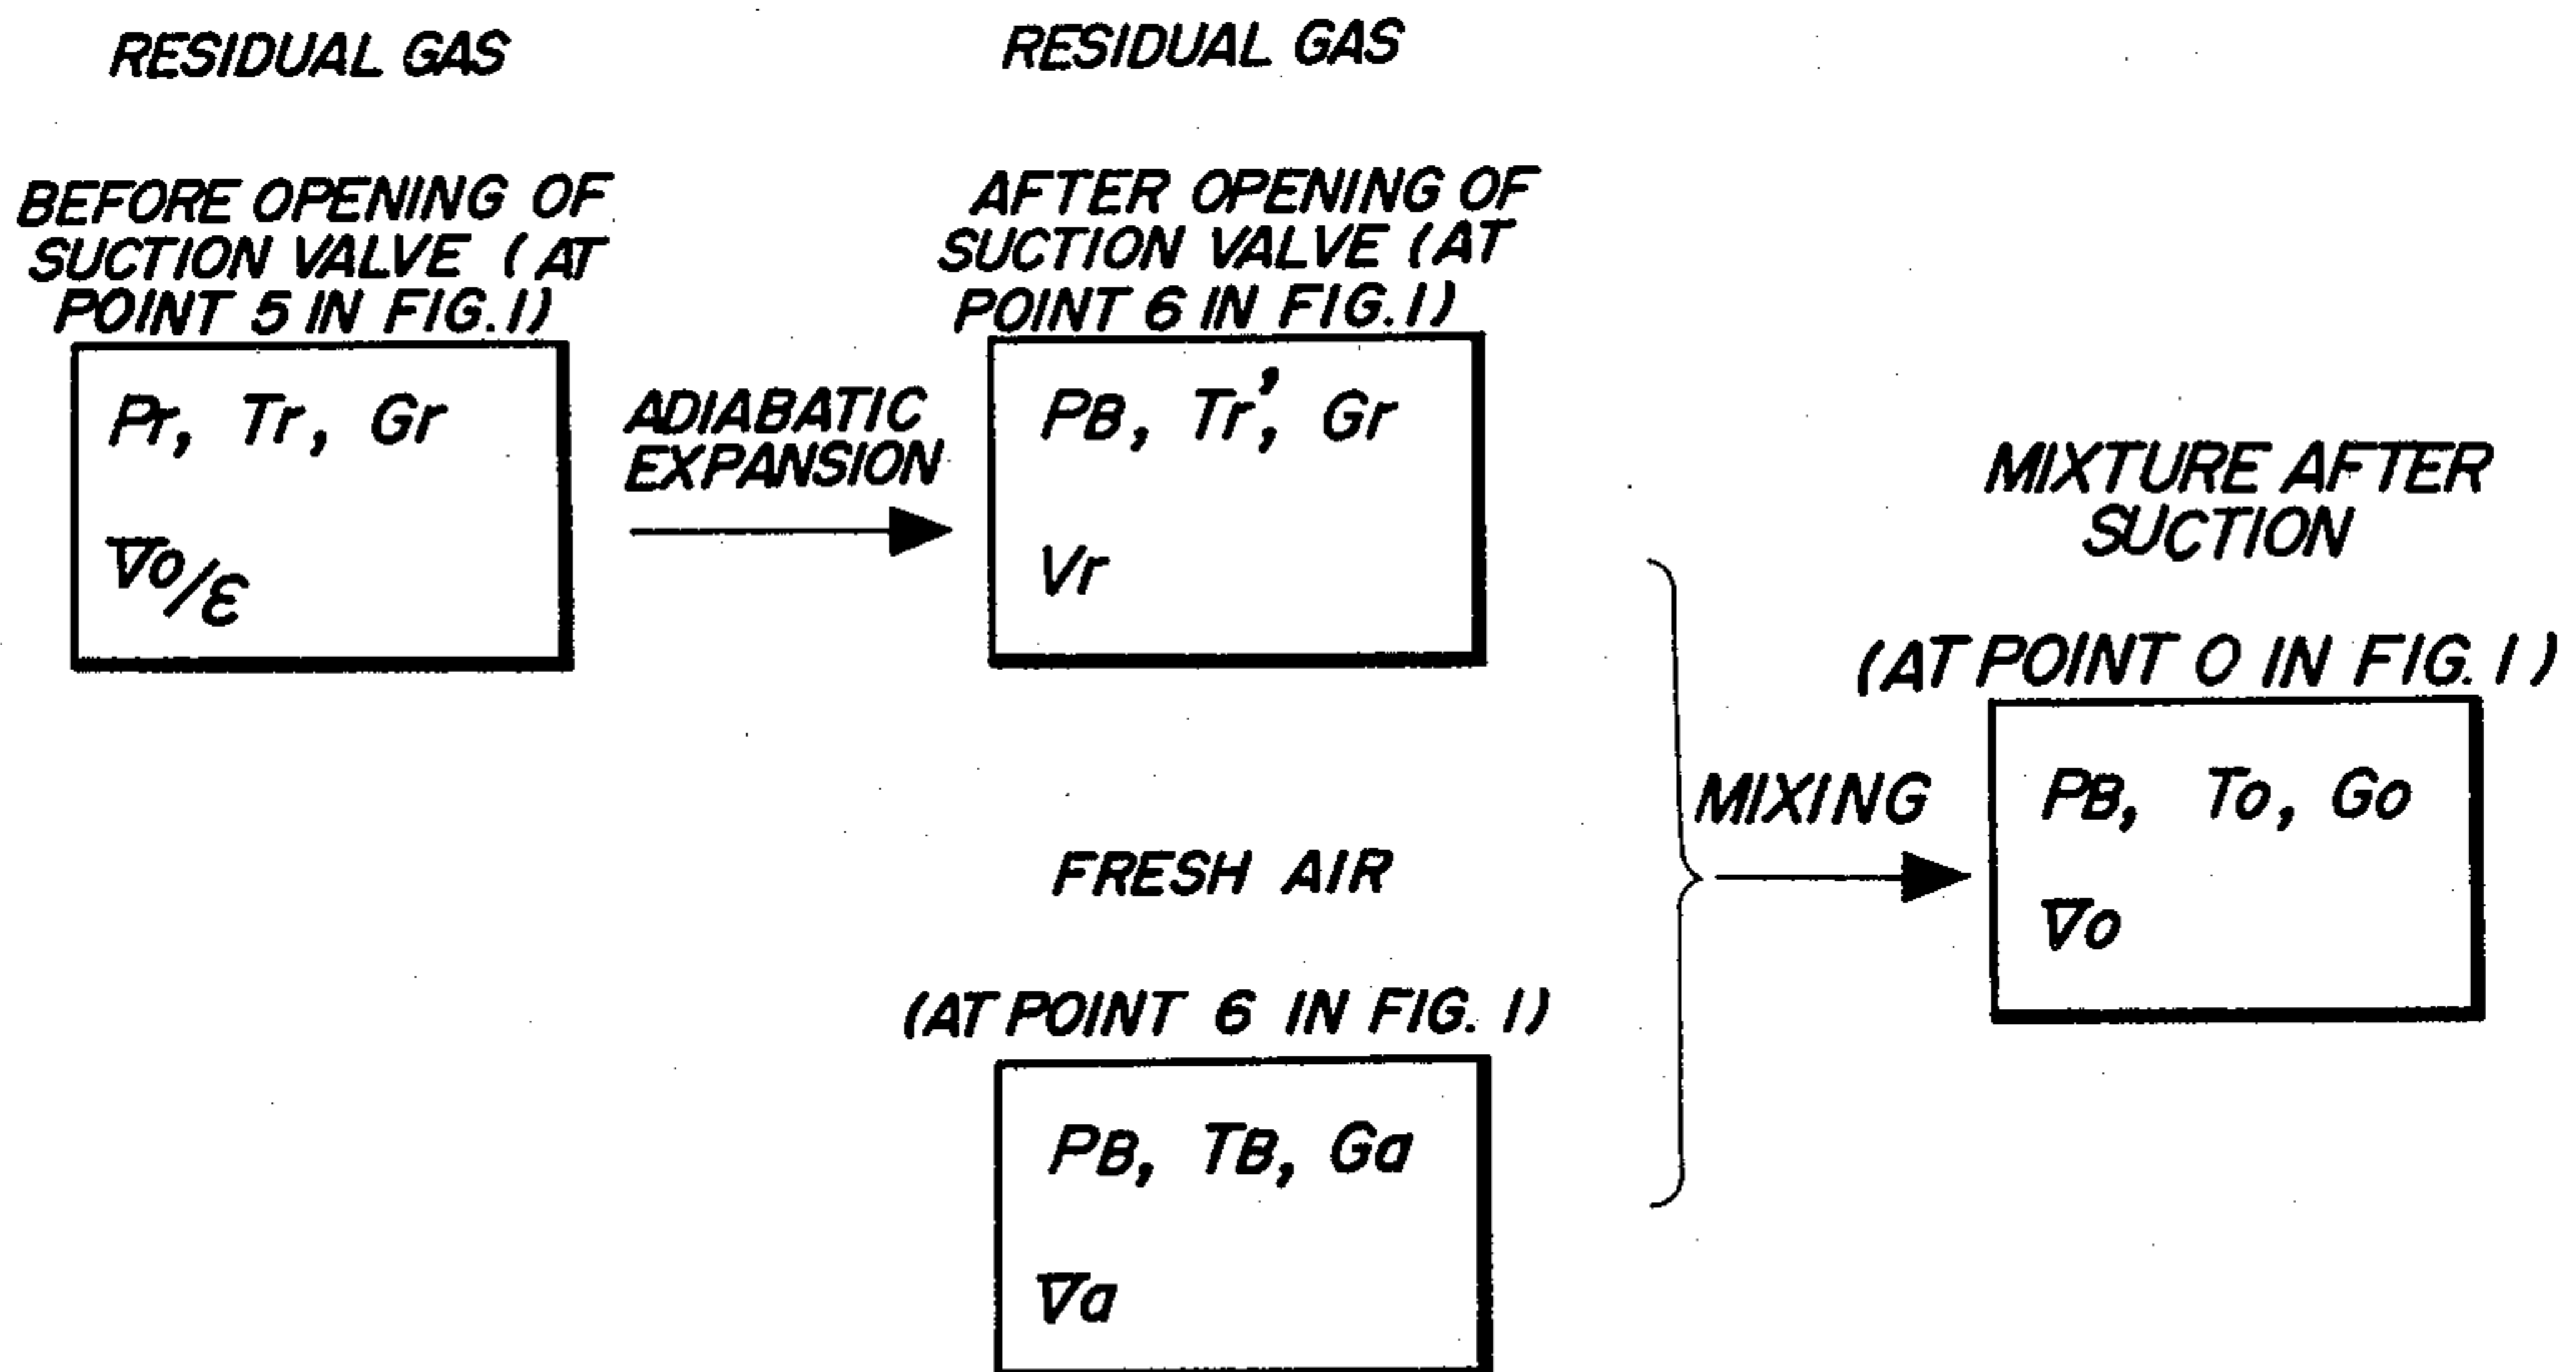 RESIDUAL GAS
BEFORE OPENING OF
SUCTION VALVE (AT
POINT 5 IN FIG.1)
Pr, Tr, Gr
V̅o/ε
ADIABATIC
EXPANSION
RESIDUAL GAS
AFTER OPENING OF
SUCTION VALVE (AT
POINT 6 IN FIG.1)
PB, Tr', Gr
Vr
FRESH AIR
(AT POINT 6 IN FIG. 1)
PB, TB, Ga
V̅a
MIXING
MIXTURE AFTER
SUCTION
(AT POINT 0 IN FIG. 1)
PB, To, Go
V̅o